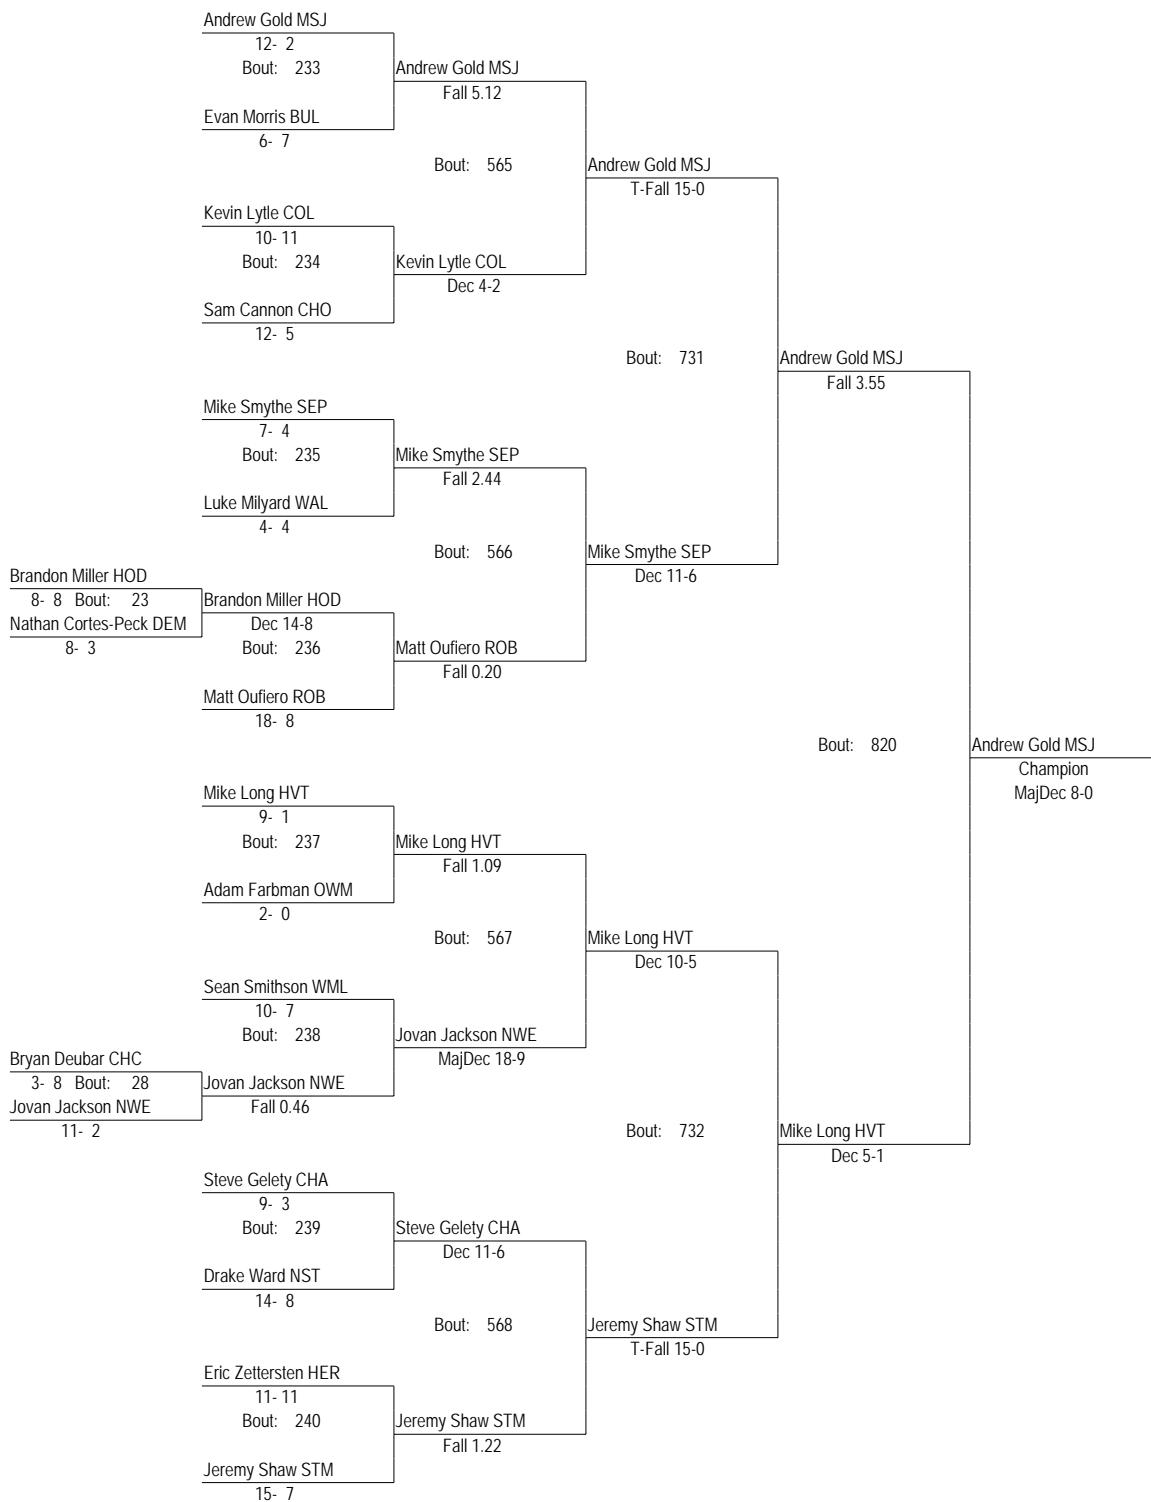 Andrew Gold MSJ
12- 2
Bout: 233
Andrew Gold MSJ
Fall 5.12
Evan Morris BUL
6- 7
Bout: 565
Andrew Gold MSJ
T-Fall 15-0
Kevin Lytle COL
10- 11
Bout: 234
Kevin Lytle COL
Dec 4-2
Sam Cannon CHO
12- 5
Bout: 731
Andrew Gold MSJ
Fall 3.55
Mike Smythe SEP
7- 4
Bout: 235
Mike Smythe SEP
Fall 2.44
Luke Milyard WAL
4- 4
Bout: 566
Mike Smythe SEP
Dec 11-6
Brandon Miller HOD
8- 8 Bout: 23
Brandon Miller HOD
Nathan Cortes-Peck DEM
Dec 14-8
8- 3
Bout: 236
Matt Oufiero ROB
Fall 0.20
Matt Oufiero ROB
18- 8
Bout: 820
Andrew Gold MSJ
Champion
MajDec 8-0
Mike Long HVT
9- 1
Bout: 237
Mike Long HVT
Fall 1.09
Adam Farbman OWM
2- 0
Bout: 567
Mike Long HVT
Dec 10-5
Sean Smithson WML
10- 7
Bout: 238
Jovan Jackson NWE
MajDec 18-9
Bryan Deubar CHC
3- 8 Bout: 28
Jovan Jackson NWE
Jovan Jackson NWE
Fall 0.46
11- 2
Bout: 732
Mike Long HVT
Dec 5-1
Steve Gelety CHA
9- 3
Bout: 239
Steve Gelety CHA
Dec 11-6
Drake Ward NST
14- 8
Bout: 568
Jeremy Shaw STM
T-Fall 15-0
Eric Zettersten HER
11- 11
Bout: 240
Jeremy Shaw STM
Fall 1.22
Jeremy Shaw STM
15- 7